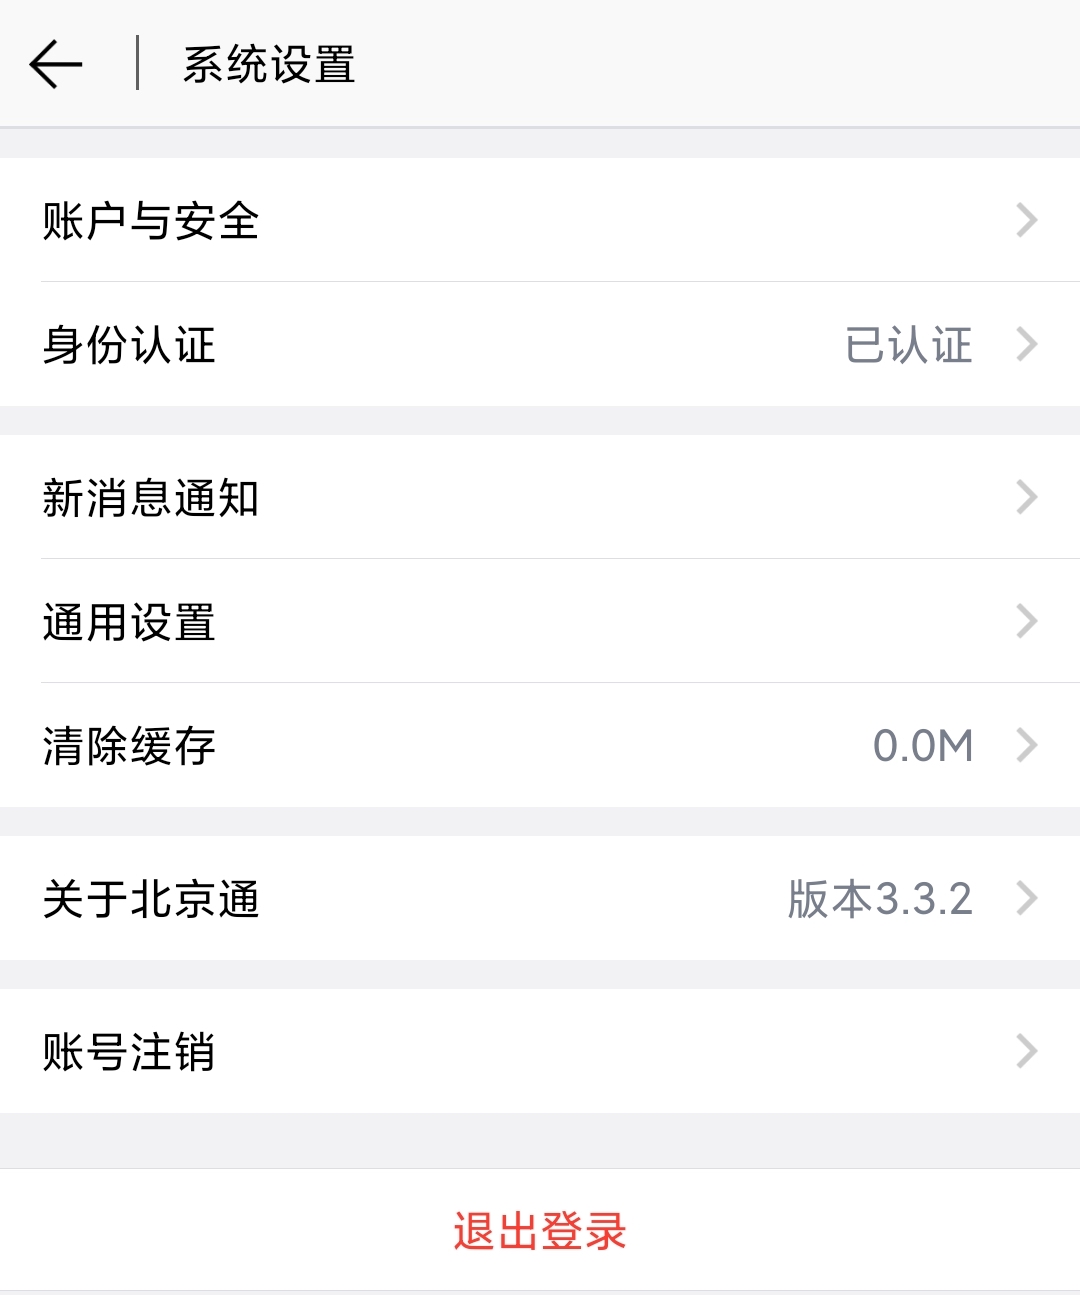 系统设置
账户与安全
身份认证 已认证
新消息通知
通用设置
清除缓存 0.0M
关于北京通 版本3.3.2
账号注销
退出登录